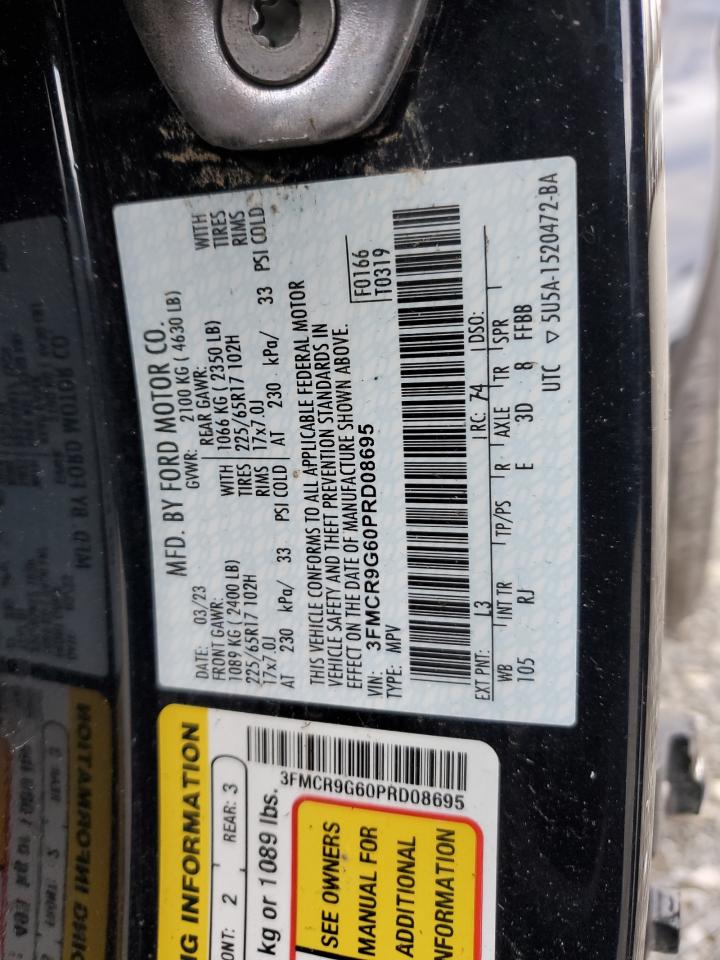 MFD. BY FORD MOTOR CO.
DATE: 03/23 GVWR: 2100 KG ( 4630 LB)
FRONT GAWR: REAR GAWR:
1089 KG ( 2400 LB) WITH 1066 KG ( 2350 LB) WITH
225/65R17 102H TIRES 225/65R17 102H TIRES
17x7.0J RIMS 17x7.0J RIMS
AT 230 kPa/ 33 PSI COLD AT 230 kPa/ 33 PSI COLD
THIS VEHICLE CONFORMS TO ALL APPLICABLE FEDERAL MOTOR
VEHICLE SAFETY AND THEFT PREVENTION STANDARDS IN
EFFECT ON THE DATE OF MANUFACTURE SHOWN ABOVE.
VIN: 3FMCR9G60PRD08695 F0166
TYPE: MPV T0319
EXT PNT: L3 RC: 74 DSO:
WB INT TR TP/PS R AXLE TR SPR
105 RJ E 3D 8 FFBB
UTC ▽ 5U5A-1520472-BA
NG INFORMATION
ONT: 2 REAR: 3
kg or 1089 lbs.
3FMCR9G60PRD08695
SEE OWNERS
MANUAL FOR
ADDITIONAL
INFORMATION